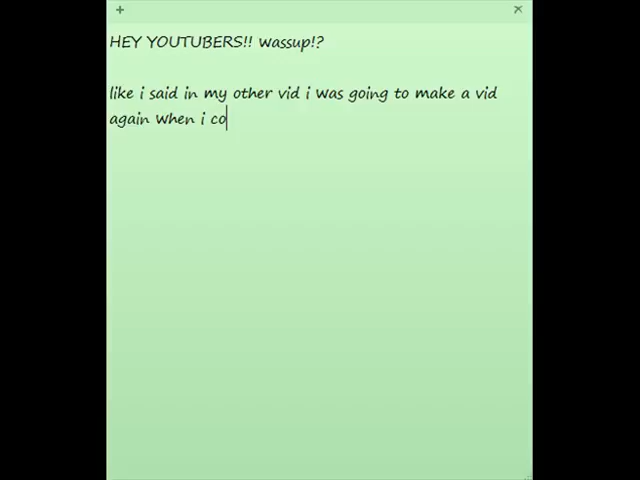 HEY YOUTUBERS!! Wassup!?
like i said in my other vid i was going to make a vid
again when i co